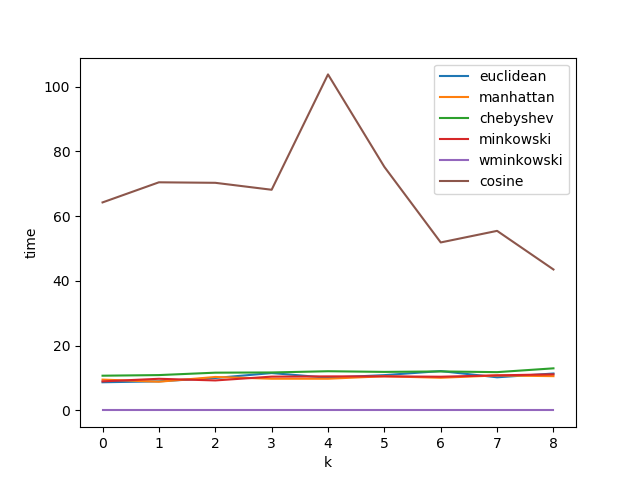 euclidean
manhattan
chebyshev
minkowski
wminkowski
cosine
100
80
60
40
20
0
time
0 1 2 3 4 5 6 7 8
k